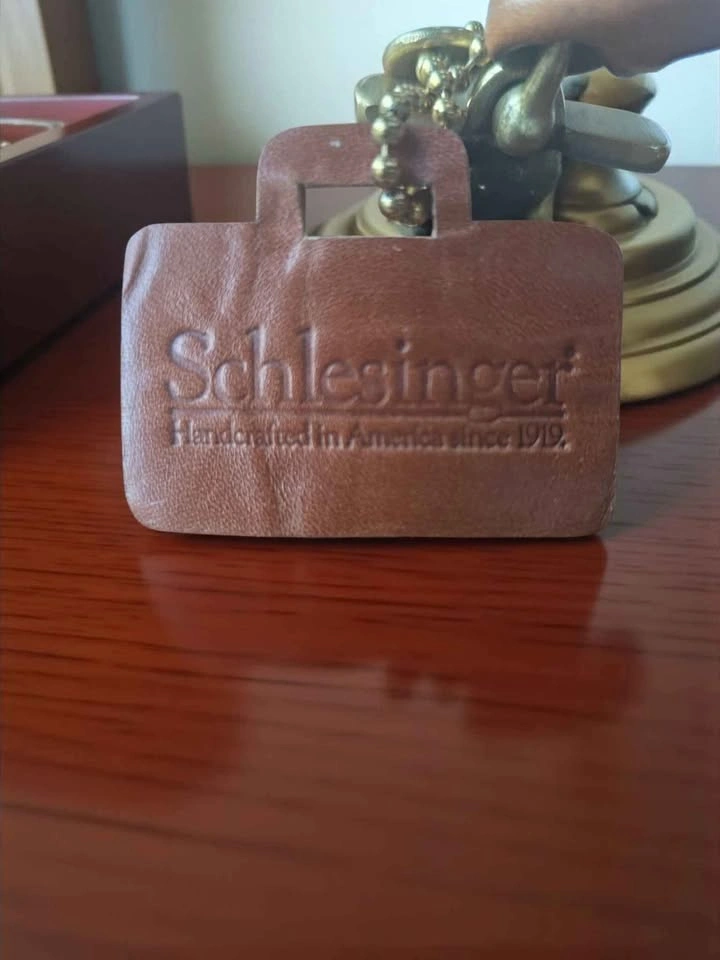 Schlesinger
Handcrafted in America since 1919.